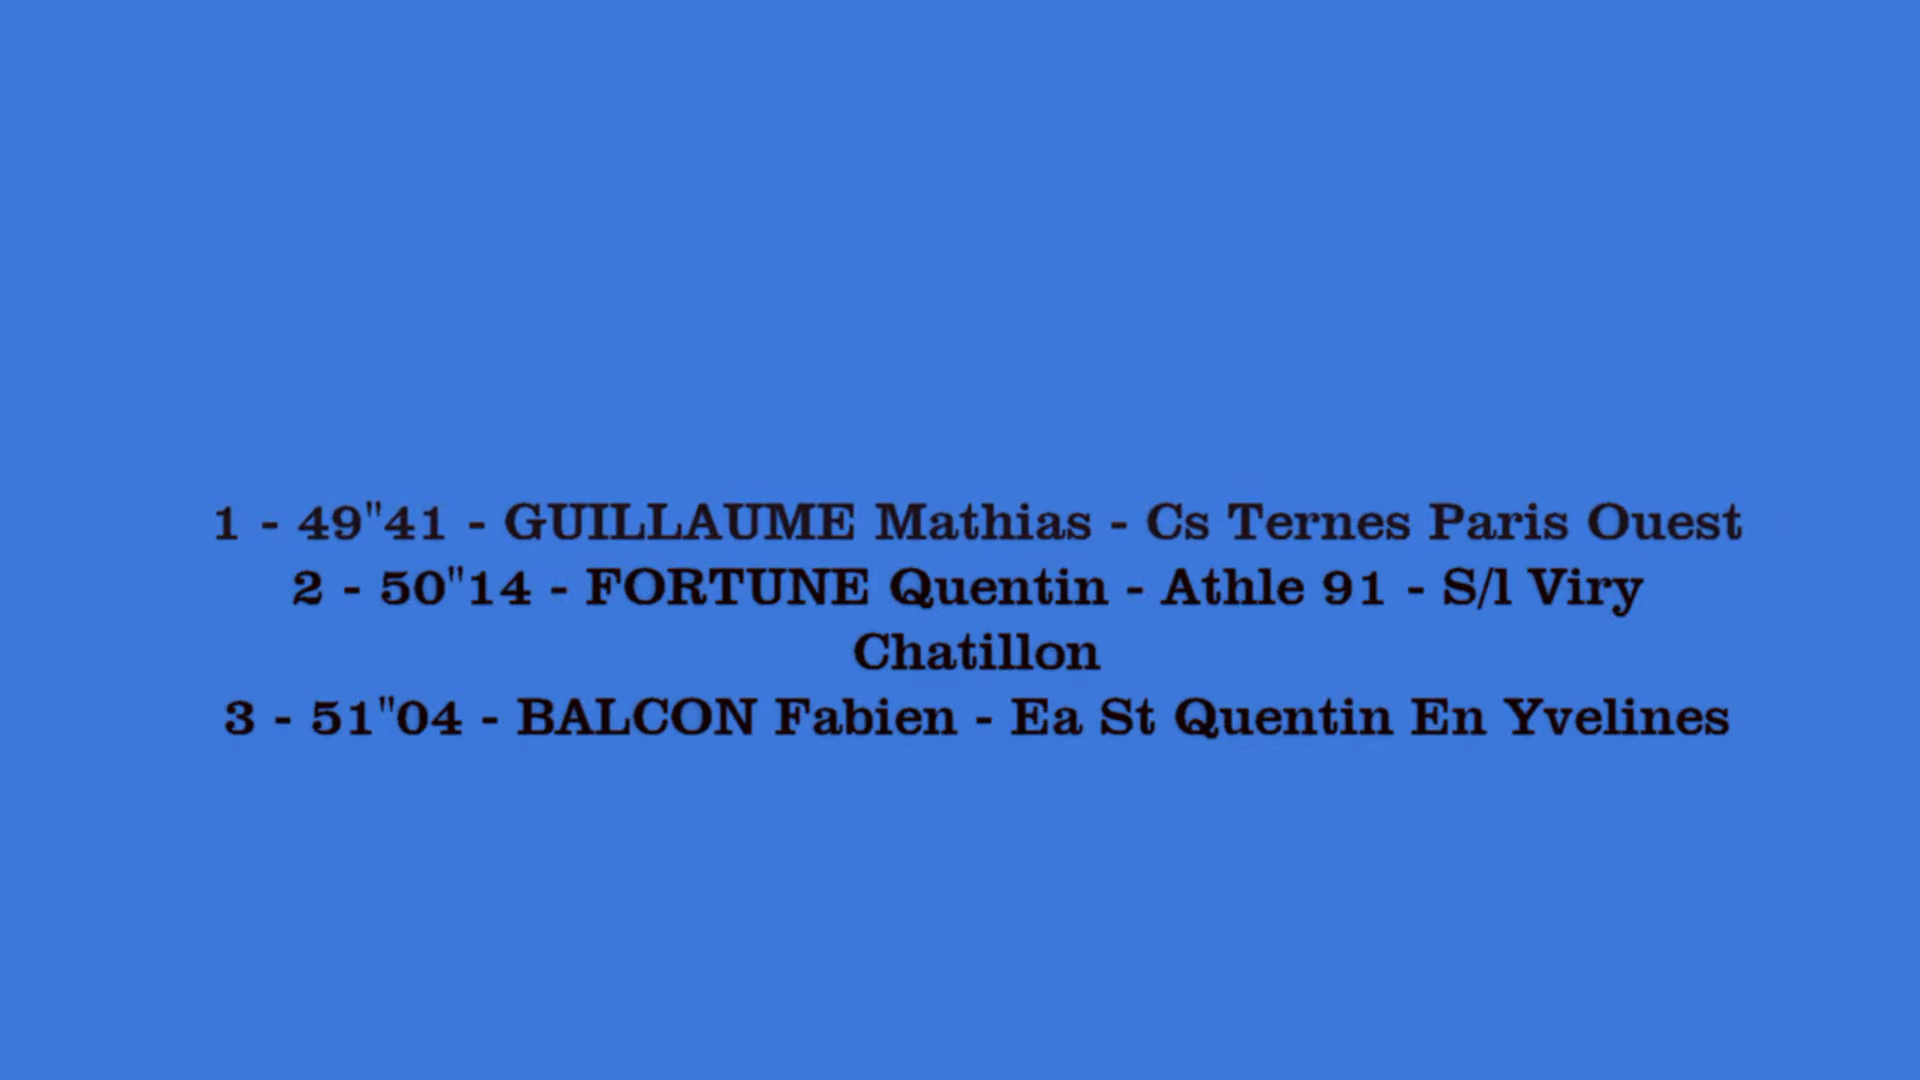 1 - 49"41 - GUILLAUME Mathias - Cs Ternes Paris Ouest
2 - 50"14 - FORTUNE Quentin - Athle 91 - S/l Viry
Chatillon
3 - 51"04 - BALCON Fabien - Ea St Quentin En Yvelines